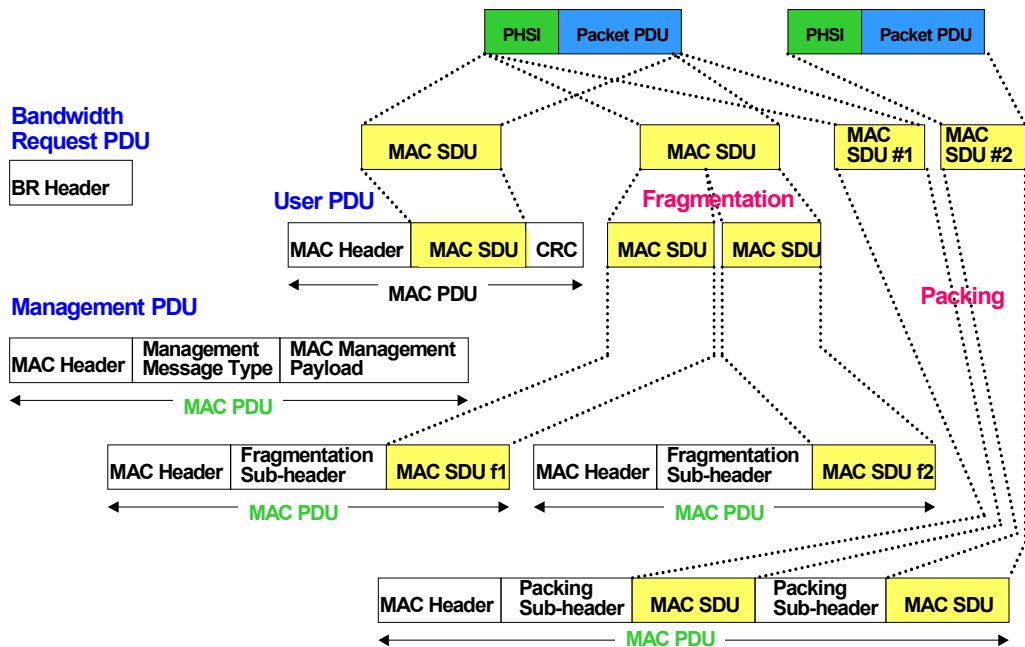 PHSI Packet PDU PHSI Packet PDU
Bandwidth
Request PDU
BR Header
MAC SDU MAC SDU
MAC
SDU #1
MAC
SDU #2
User PDU
Fragmentation
MAC Header MAC SDU CRC
MAC SDU MAC SDU
MAC PDU
Management PDU
Packing
MAC Header
Management
Message Type
MAC Management
Payload
MAC PDU
MAC Header
Fragmentation
Sub-header
MAC SDU f1
MAC Header
Fragmentation
Sub-header
MAC SDU f2
MAC PDU MAC PDU
MAC Header
Packing
Sub-header
MAC SDU
Packing
Sub-header
MAC SDU
MAC PDU